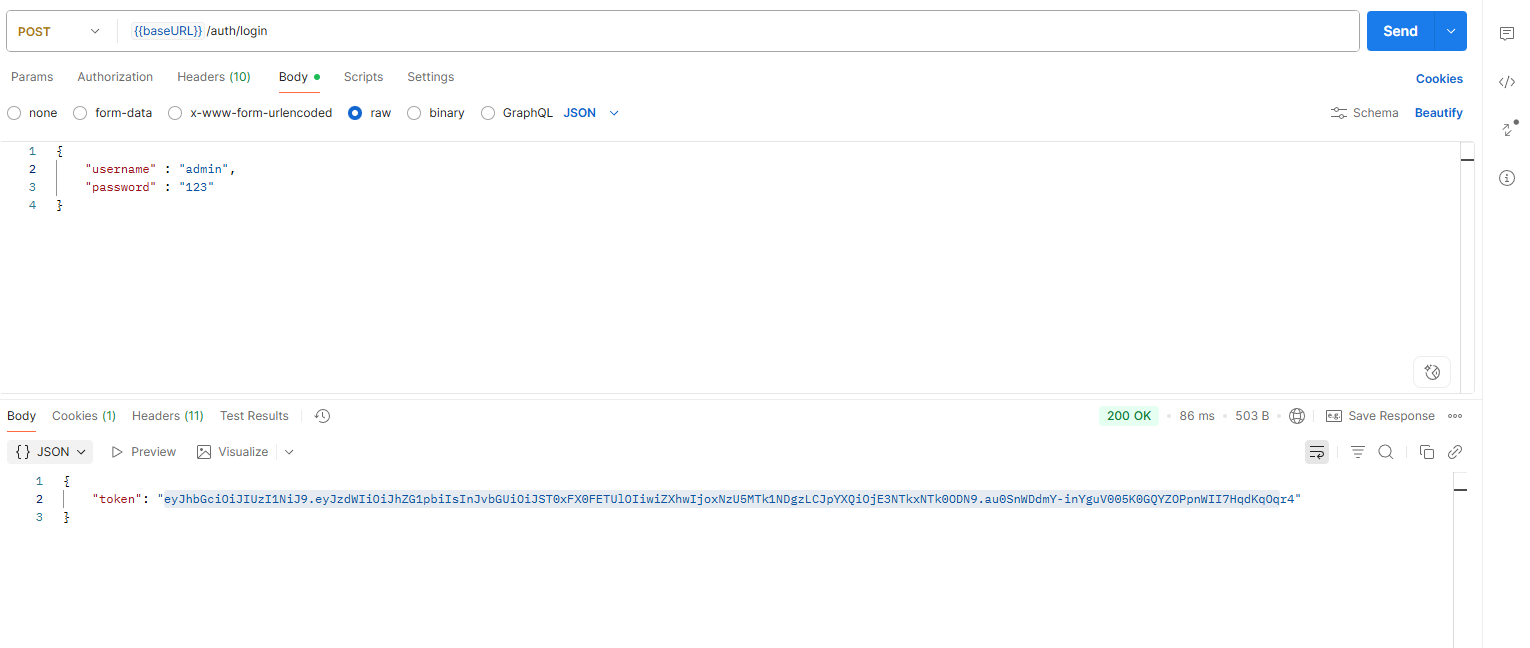 POST {{baseURL}} /auth/login Send
Params Authorization Headers (10) Body Scripts Settings Cookies
none form-data x-www-form-urlencoded raw binary GraphQL JSON Schema Beautify
1 {
2 "username" : "admin",
3 "password" : "123"
4 }
Body Cookies (1) Headers (11) Test Results 200 OK 86 ms 503 B e.g. Save Response
{} JSON Preview Visualize
1 {
2 "token": "eyJhbGciOiJIUzI1NiJ9.eyJzdWIiOiJhZG1pbiIsInJvbGUiOiJST0xFX0FETUlOIiwiZXhwIjoxNzU5MTk1NDgzLCJpYXQiOjE3NTkxNTk0ODN9.au0SnWDdmY-inYguV005K0GQYZOPpnWII7HqdKqOqr4"
3 }